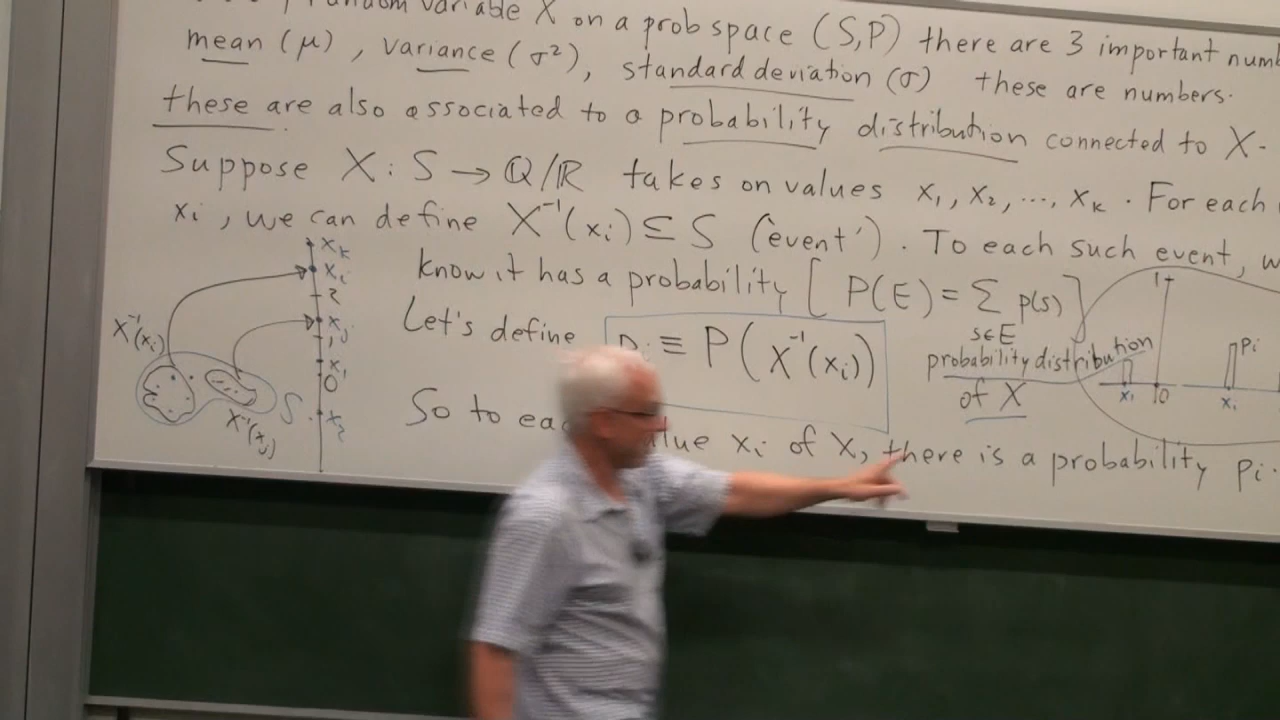 random variable X on a prob space (S,P) there are 3 important
mean (μ), variance (σ²), standard deviation (σ) these are numbers.
these are also associated to a probability distribution connected to X.
Suppose X : S → Q/R takes on values x₁, x₂, ..., xₖ. For each
xᵢ, we can define X⁻¹(xᵢ) ⊆ S ('event'). To each such event,
know it has a probability [ P(E) = Σ p(s) ]
s∈E
Let's define pᵢ ≡ P(X⁻¹(xᵢ))
probability distribution
of X
So to value xᵢ of X, there is a probability pᵢ.
xₖ
xᵢ
2
xⱼ
1
x₁
0
x₂
X⁻¹(xᵢ)
X⁻¹(xⱼ)
S
1
pᵢ
x₁
0
xᵢ